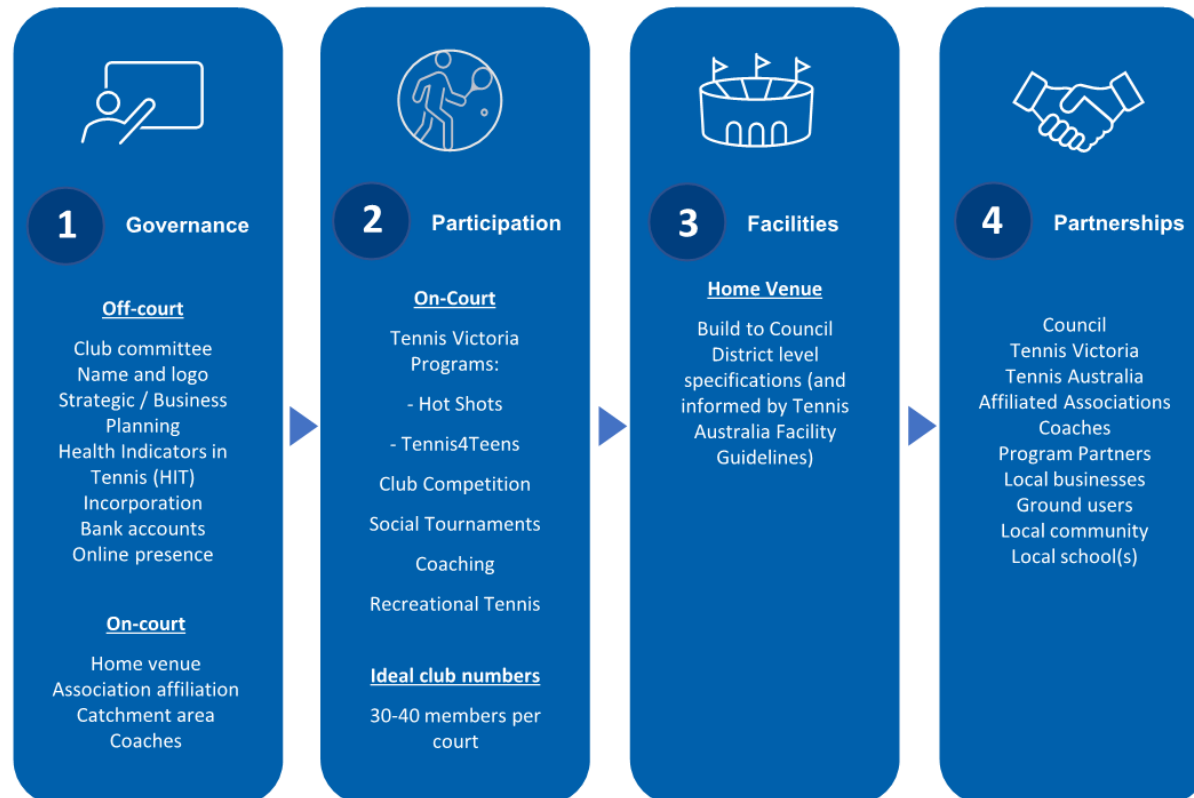 1 Governance
Off-court
Club committee
Name and logo
Strategic / Business
Planning
Health Indicators in
Tennis (HIT)
Incorporation
Bank accounts
Online presence
On-court
Home venue
Association affiliation
Catchment area
Coaches
2 Participation
On-Court
Tennis Victoria
Programs:
- Hot Shots
- Tennis4Teens
Club Competition
Social Tournaments
Coaching
Recreational Tennis
Ideal club numbers
30-40 members per
court
3 Facilities
Home Venue
Build to Council
District level
specifications (and
informed by Tennis
Australia Facility
Guidelines)
4 Partnerships
Council
Tennis Victoria
Tennis Australia
Affiliated Associations
Coaches
Program Partners
Local businesses
Ground users
Local community
Local school(s)